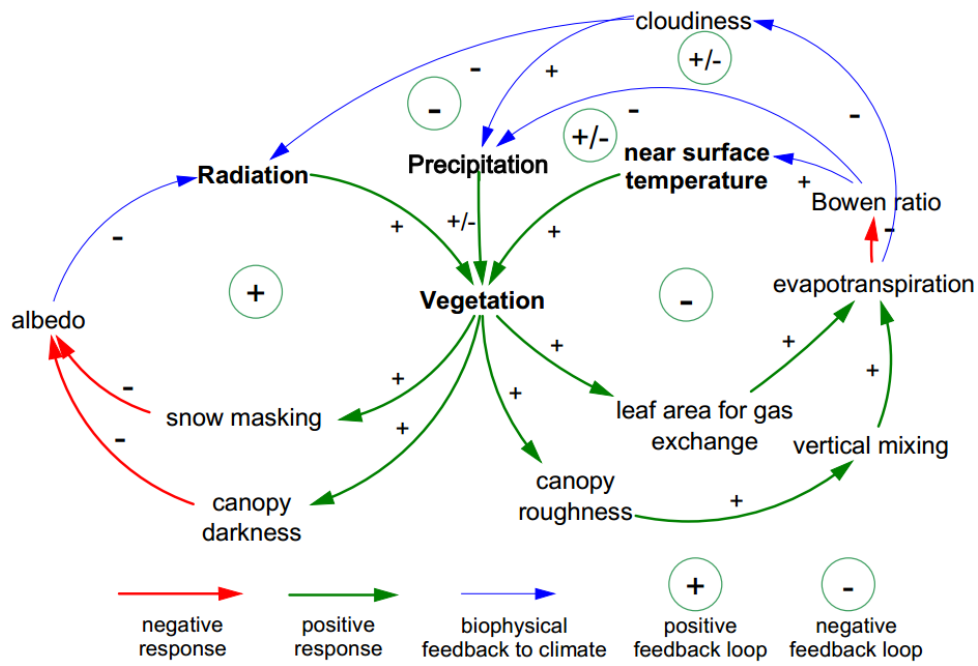 cloudiness
+/-
-
+
-
-
-
+/-
Radiation
Precipitation
near surface
temperature
+
Bowen ratio
-
+
+/-
+
-
evapotranspiration
+
Vegetation
-
albedo
+
+
-
+
+
+
snow masking
leaf area for gas
exchange
-
+
vertical mixing
canopy
darkness
canopy
roughness
+
+
-
negative
response
positive
response
biophysical
feedback to climate
positive
feedback loop
negative
feedback loop